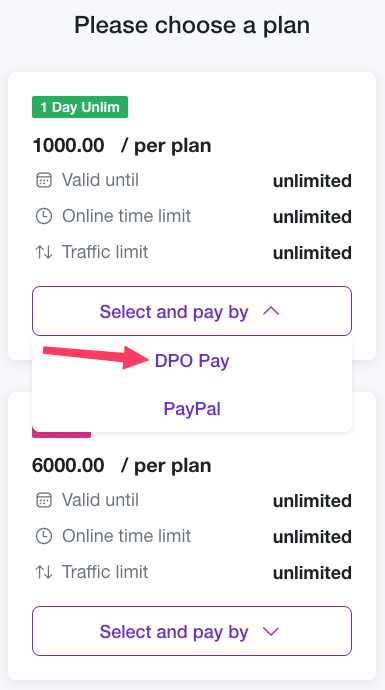 Please choose a plan
1 Day Unlim
1000.00 / per plan
Valid until unlimited
Online time limit unlimited
Traffic limit unlimited
Select and pay by
DPO Pay
PayPal
6000.00 / per plan
Valid until unlimited
Online time limit unlimited
Traffic limit unlimited
Select and pay by